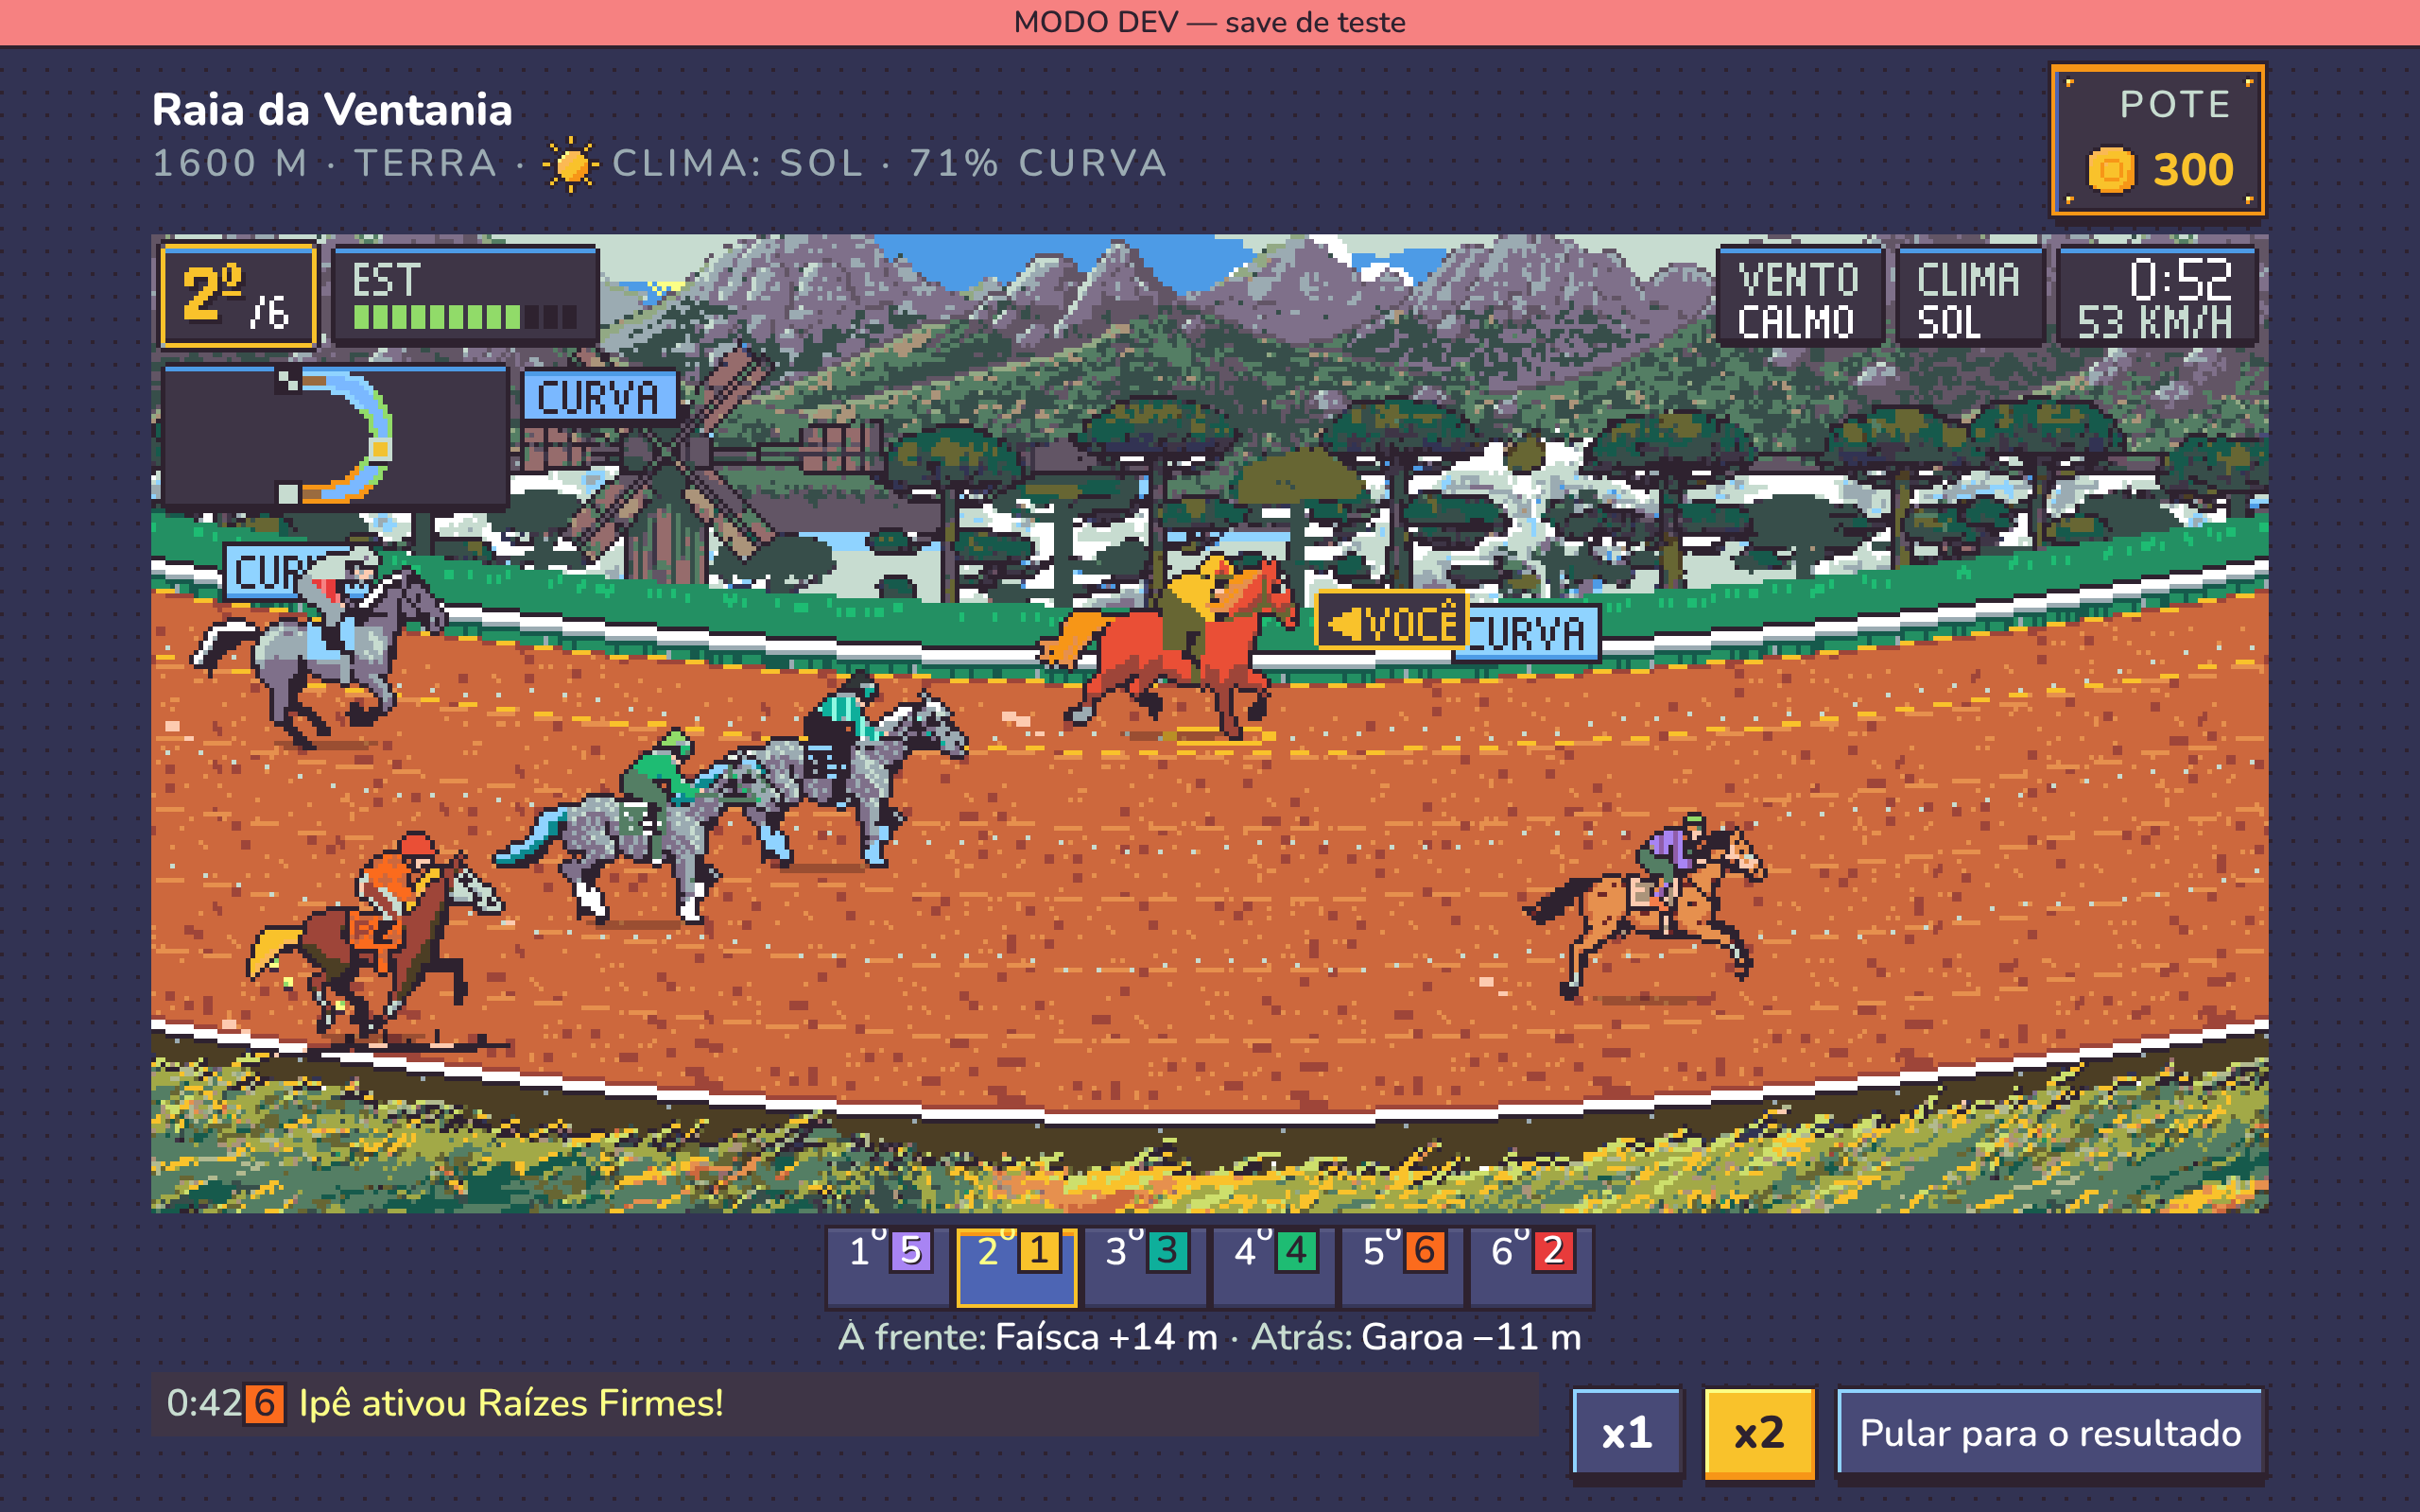 MODO DEV — save de teste
Raia da Ventania
1600 M · TERRA · CLIMA: SOL · 71% CURVA
POTE
300
2º/6
EST
VENTO
CALMO
CLIMA
SOL
0:52
53 KM/H
CURVA
CUR
VOCÊ
CURVA
1º 5
2º 1
3º 3
4º 4
5º 6
6º 2
À frente: Faísca +14 m · Atrás: Garoa −11 m
0:42 6 Ipê ativou Raízes Firmes!
x1
x2
Pular para o resultado